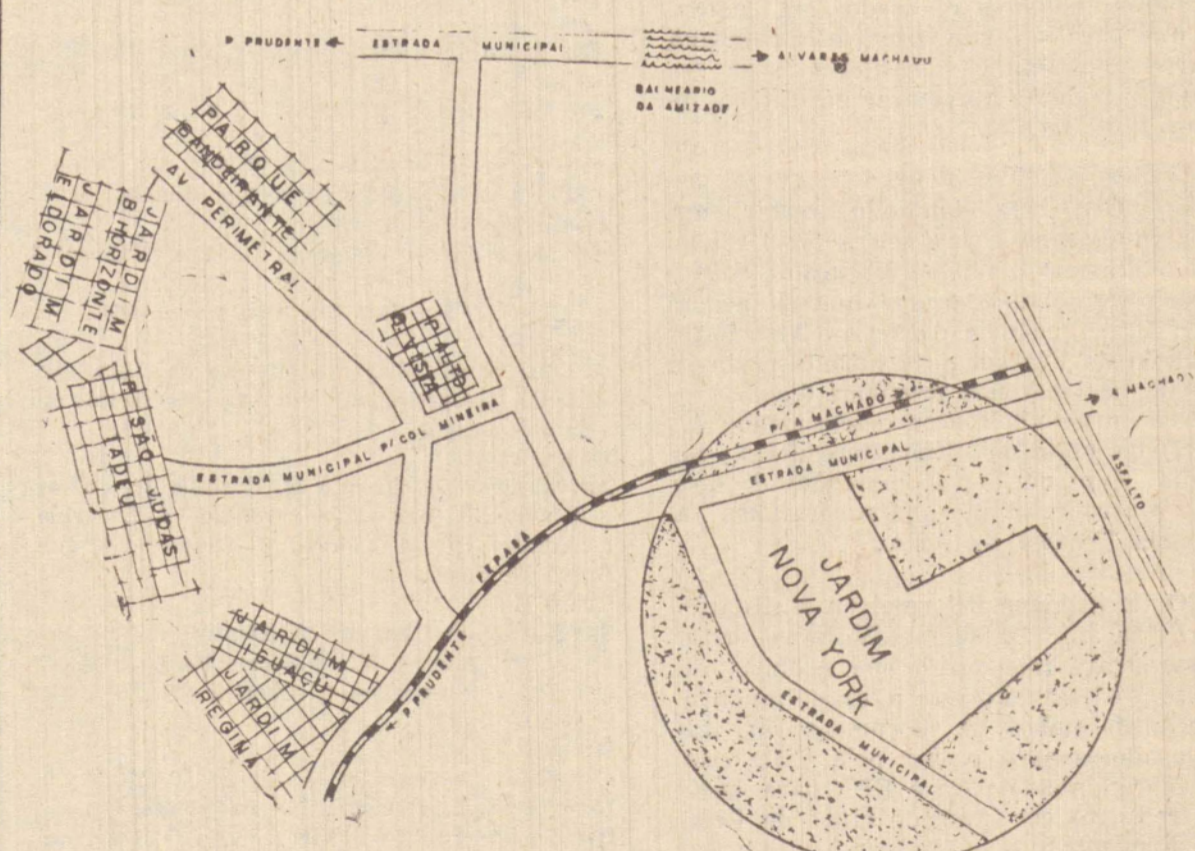 P PRUDENTE
ESTRADA MUNICIPAL
ALVARES MACHADO
BALNEARIO
DA AMIZADE
PARQUE
BANDEIRANTE
AV PERIMETRAL
JARDIM
B HORIZONTE
JARDIM
ELDORADO
P ALTO
B VISTA
P. SÃO JUDAS
TADEU
ESTRADA MUNICIPAL P/ COL MINEIRA
P/ A MACHADO
A MACHADO
ESTRADA MUNICIPAL
ASFALTO
FEPASA
P. PRUDENTE
JARDIM
NOVA YORK
JARDIM
IGUAÇU
JARDIM
REGINA
ESTRADA MUNICIPAL